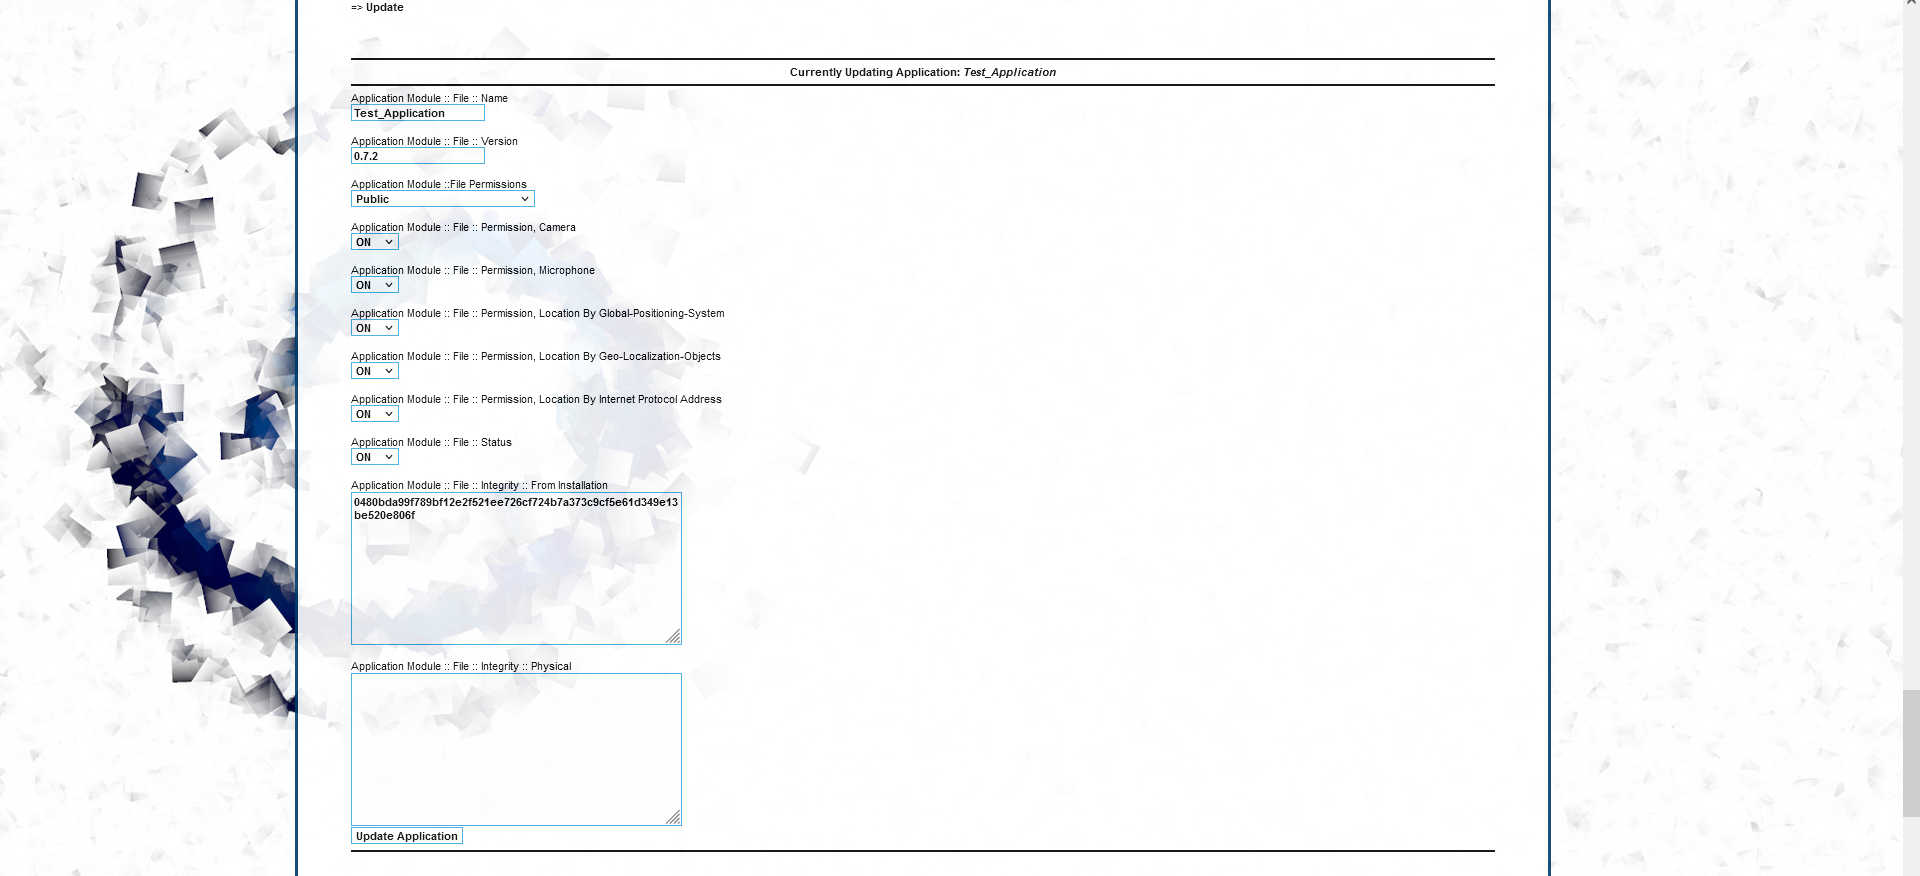 => Update
Currently Updating Application: Test_Application
Application Module :: File :: Name
Test_Application
Application Module :: File :: Version
0.7.2
Application Module ::File Permissions
Public
Application Module :: File :: Permission, Camera
ON
Application Module :: File :: Permission, Microphone
ON
Application Module :: File :: Permission, Location By Global-Positioning-System
ON
Application Module :: File :: Permission, Location By Geo-Localization-Objects
ON
Application Module :: File :: Permission, Location By Internet Protocol Address
ON
Application Module :: File :: Status
ON
Application Module :: File :: Integrity :: From Installation
0480bda99f789bf12e2f521ee726cf724b7a373c9cf5e61d349e13
be520e806f
Application Module :: File :: Integrity :: Physical
Update Application